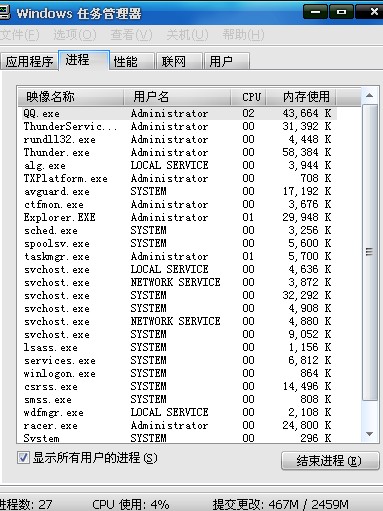 Windows 任务管理器
文件(F) 选项(O) 查看(V) 关机(U) 帮助(H)
应用程序 进程 性能 联网 用户
映像名称 用户名 CPU 内存使用
QQ.exe Administrator 02 43,664 K
ThunderServic... Administrator 00 31,392 K
rundll32.exe Administrator 00 4,448 K
Thunder.exe Administrator 00 58,384 K
alg.exe LOCAL SERVICE 00 3,944 K
TXPlatform.exe Administrator 00 708 K
avguard.exe SYSTEM 00 17,192 K
ctfmon.exe Administrator 00 3,676 K
Explorer.EXE Administrator 01 29,948 K
sched.exe SYSTEM 00 3,256 K
spoolsv.exe SYSTEM 00 5,600 K
taskmgr.exe Administrator 01 5,700 K
svchost.exe LOCAL SERVICE 00 4,636 K
svchost.exe NETWORK SERVICE 00 3,872 K
svchost.exe SYSTEM 00 32,292 K
svchost.exe SYSTEM 00 4,908 K
svchost.exe NETWORK SERVICE 00 4,880 K
svchost.exe SYSTEM 00 9,052 K
lsass.exe SYSTEM 00 1,156 K
services.exe SYSTEM 00 6,812 K
winlogon.exe SYSTEM 00 864 K
csrss.exe SYSTEM 00 14,496 K
smss.exe SYSTEM 00 808 K
wdfmgr.exe LOCAL SERVICE 00 2,108 K
racer.exe Administrator 00 24,800 K
System SYSTEM 00 296 K
显示所有用户的进程(S) 结束进程(E)
进程数: 27 CPU 使用: 4% 提交更改: 467M / 2459M